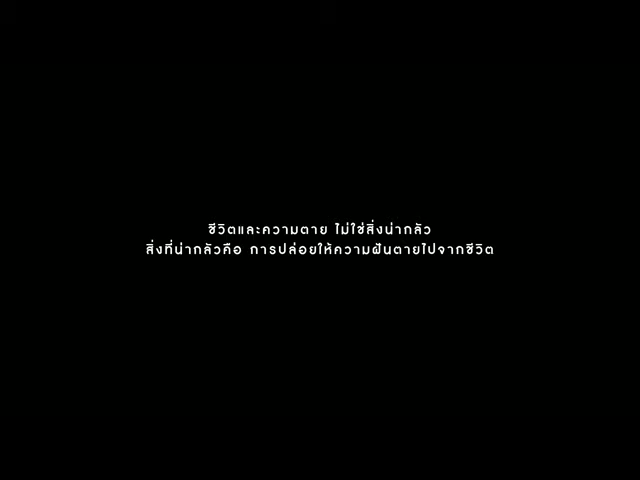 ชีวิตและความตาย ไม่ใช่สิ่งน่ากลัว
สิ่งที่น่ากลัวคือ การปล่อยให้ความฝันตายไปจากชีวิต